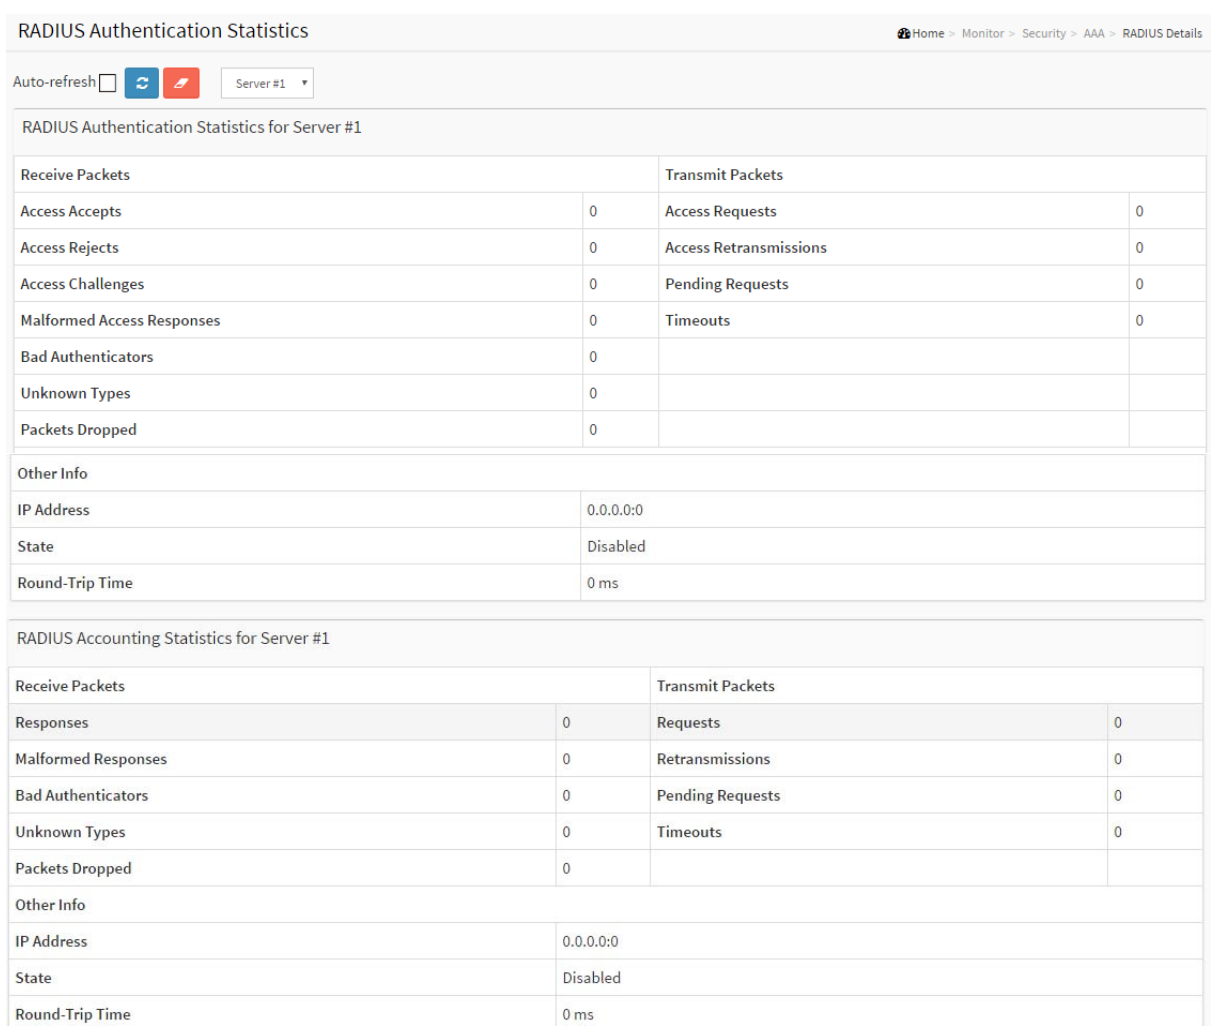 RADIUS Authentication Statistics
Home > Monitor > Security > AAA > RADIUS Details
Auto-refresh Server #1
RADIUS Authentication Statistics for Server #1
Receive Packets Transmit Packets
Access Accepts 0 Access Requests 0
Access Rejects 0 Access Retransmissions 0
Access Challenges 0 Pending Requests 0
Malformed Access Responses 0 Timeouts 0
Bad Authenticators 0
Unknown Types 0
Packets Dropped 0
Other Info
IP Address 0.0.0.0:0
State Disabled
Round-Trip Time 0 ms
RADIUS Accounting Statistics for Server #1
Receive Packets Transmit Packets
Responses 0 Requests 0
Malformed Responses 0 Retransmissions 0
Bad Authenticators 0 Pending Requests 0
Unknown Types 0 Timeouts 0
Packets Dropped 0
Other Info
IP Address 0.0.0.0:0
State Disabled
Round-Trip Time 0 ms